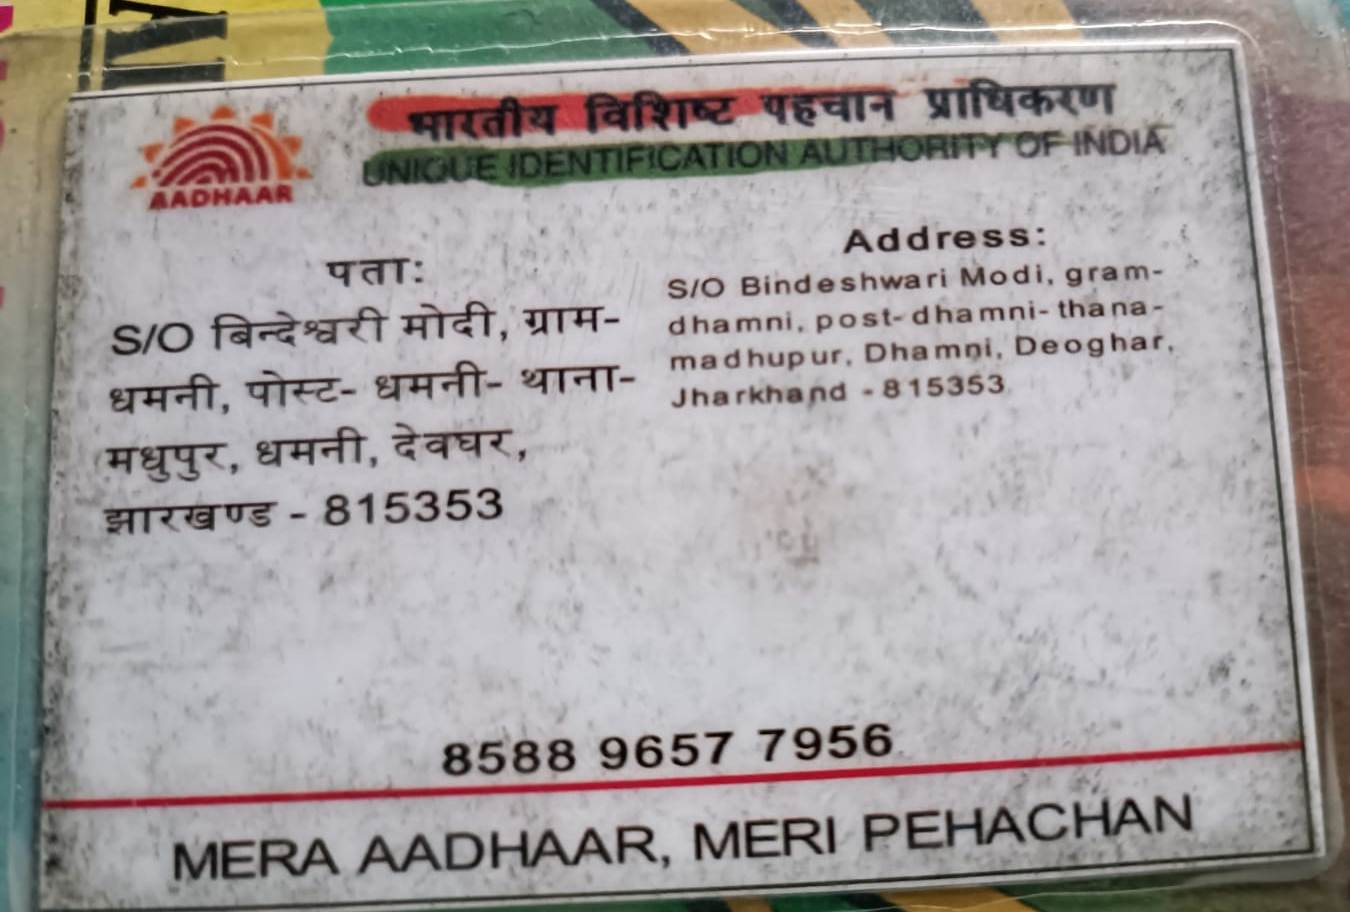 भारतीय विशिष्ट पहचान प्राधिकरण
UNIQUE IDENTIFICATION AUTHORITY OF INDIA
AADHAAR
पता:
S/O बिन्देश्वरी मोदी, ग्राम-
धमनी, पोस्ट- धमनी- थाना-
मधुपुर, धमनी, देवघर,
झारखण्ड - 815353
Address:
S/O Bindeshwari Modi, gram-
dhamni, post- dhamni- thana-
madhupur, Dhamni, Deoghar,
Jharkhand - 815353
8588 9657 7956
MERA AADHAAR, MERI PEHACHAN